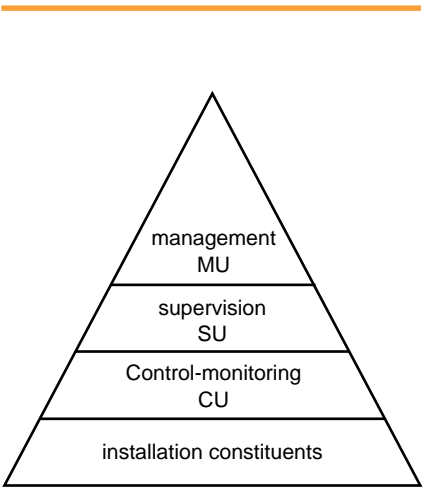 management
MU
supervision
SU
Control-monitoring
CU
installation constituents